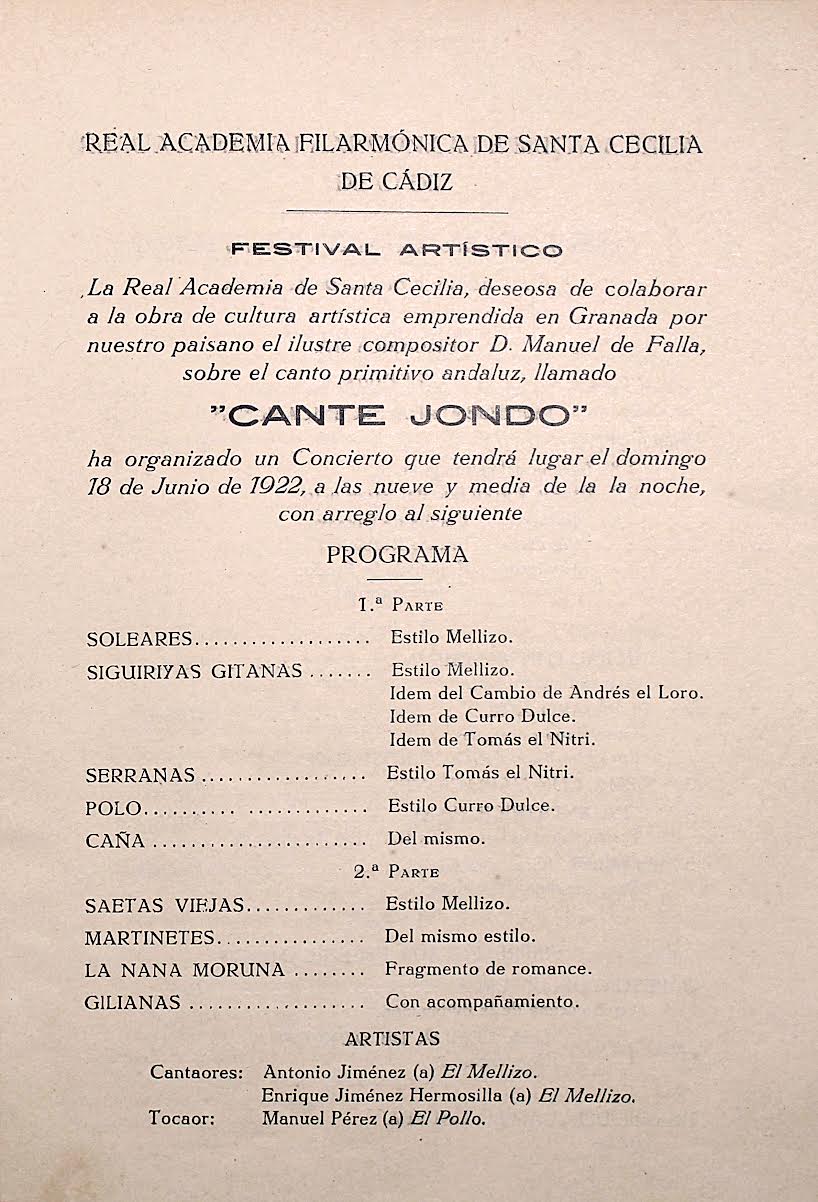 REAL ACADEMIA FILARMÓNICA DE SANTA CECILIA
DE CÁDIZ
FESTIVAL ARTÍSTICO
La Real Academia de Santa Cecilia, deseosa de colaborar
a la obra de cultura artística emprendida en Granada por
nuestro paisano el ilustre compositor D. Manuel de Falla,
sobre el canto primitivo andaluz, llamado
"CANTE JONDO"
ha organizado un Concierto que tendrá lugar el domingo
18 de Junio de 1922, a las nueve y media de la la noche,
con arreglo al siguiente
PROGRAMA
1.ª PARTE
SOLEARES................... Estilo Mellizo.
SIGUIRIYAS GITANAS ....... Estilo Mellizo.
Idem del Cambio de Andrés el Loro.
Idem de Curro Dulce.
Idem de Tomás el Nitri.
SERRANAS .................. Estilo Tomás el Nitri.
POLO.......... ............. Estilo Curro Dulce.
CAÑA ....................... Del mismo.
2.ª PARTE
SAETAS VIEJAS............. Estilo Mellizo.
MARTINETES................ Del mismo estilo.
LA NANA MORUNA ........ Fragmento de romance.
GILIANAS ................... Con acompañamiento.
ARTISTAS
Cantaores: Antonio Jiménez (a) El Mellizo.
Enrique Jiménez Hermosilla (a) El Mellizo.
Tocaor: Manuel Pérez (a) El Pollo.